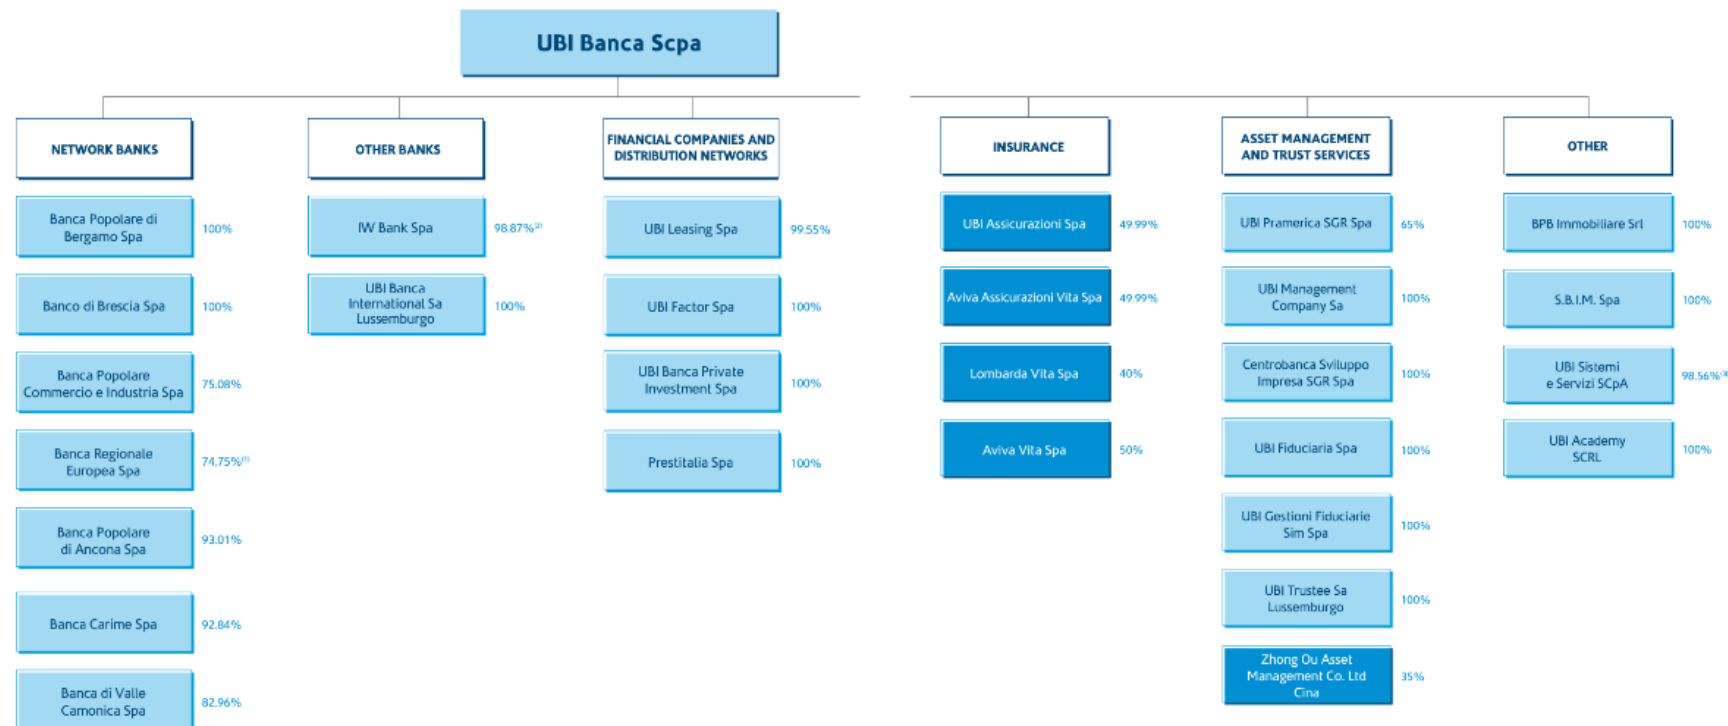 UBI Banca Scpa
NETWORK BANKS
Banca Popolare di
Bergamo Spa
100%
Banco di Brescia Spa
100%
Banca Popolare
Commercio e Industria Spa
75.08%
Banca Regionale
Europea Spa
74.75%(1)
Banca Popolare
di Ancona Spa
93.01%
Banca Carime Spa
92.84%
Banca di Valle
Camonica Spa
82.96%
OTHER BANKS
IW Bank Spa
98.87%(2)
UBI Banca
International Sa
Lussemburgo
100%
FINANCIAL COMPANIES AND
DISTRIBUTION NETWORKS
UBI Leasing Spa
99.55%
UBI Factor Spa
100%
UBI Banca Private
Investment Spa
100%
Prestitalia Spa
100%
INSURANCE
UBI Assicurazioni Spa
49.99%
Aviva Assicurazioni Vita Spa
49.99%
Lombarda Vita Spa
40%
Aviva Vita Spa
50%
ASSET MANAGEMENT
AND TRUST SERVICES
UBI Pramerica SGR Spa
65%
UBI Management
Company Sa
100%
Centrobanca Sviluppo
Impresa SGR Spa
100%
UBI Fiduciaria Spa
100%
UBI Gestioni Fiduciarie
Sim Spa
100%
UBI Trustee Sa
Lussemburgo
100%
Zhong Ou Asset
Management Co. Ltd
Cina
35%
OTHER
BPB Immobiliare Srl
100%
S.B.I.M. Spa
100%
UBI Sistemi
e Servizi SCpA
98.56%(3)
UBI Academy
SCRL
100%